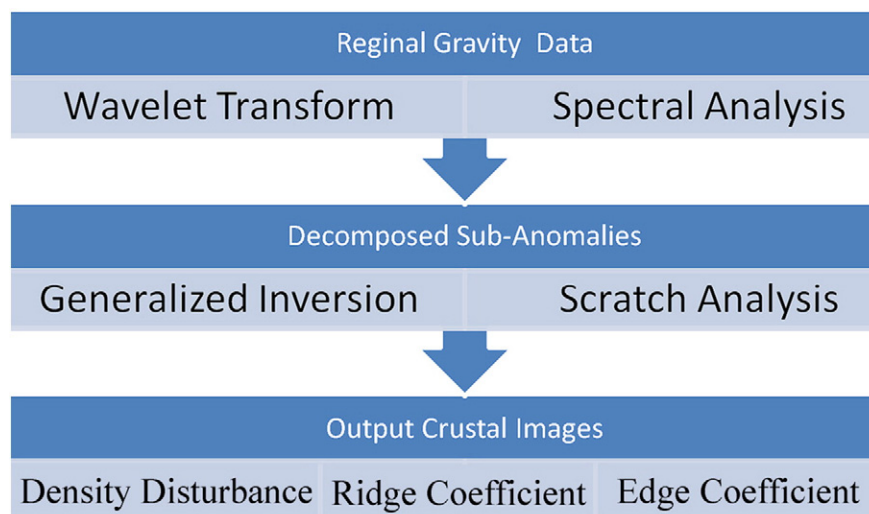 Reginal Gravity Data
Wavelet Transform Spectral Analysis
Decomposed Sub-Anomalies
Generalized Inversion Scratch Analysis
Output Crustal Images
Density Disturbance Ridge Coefficient Edge Coefficient